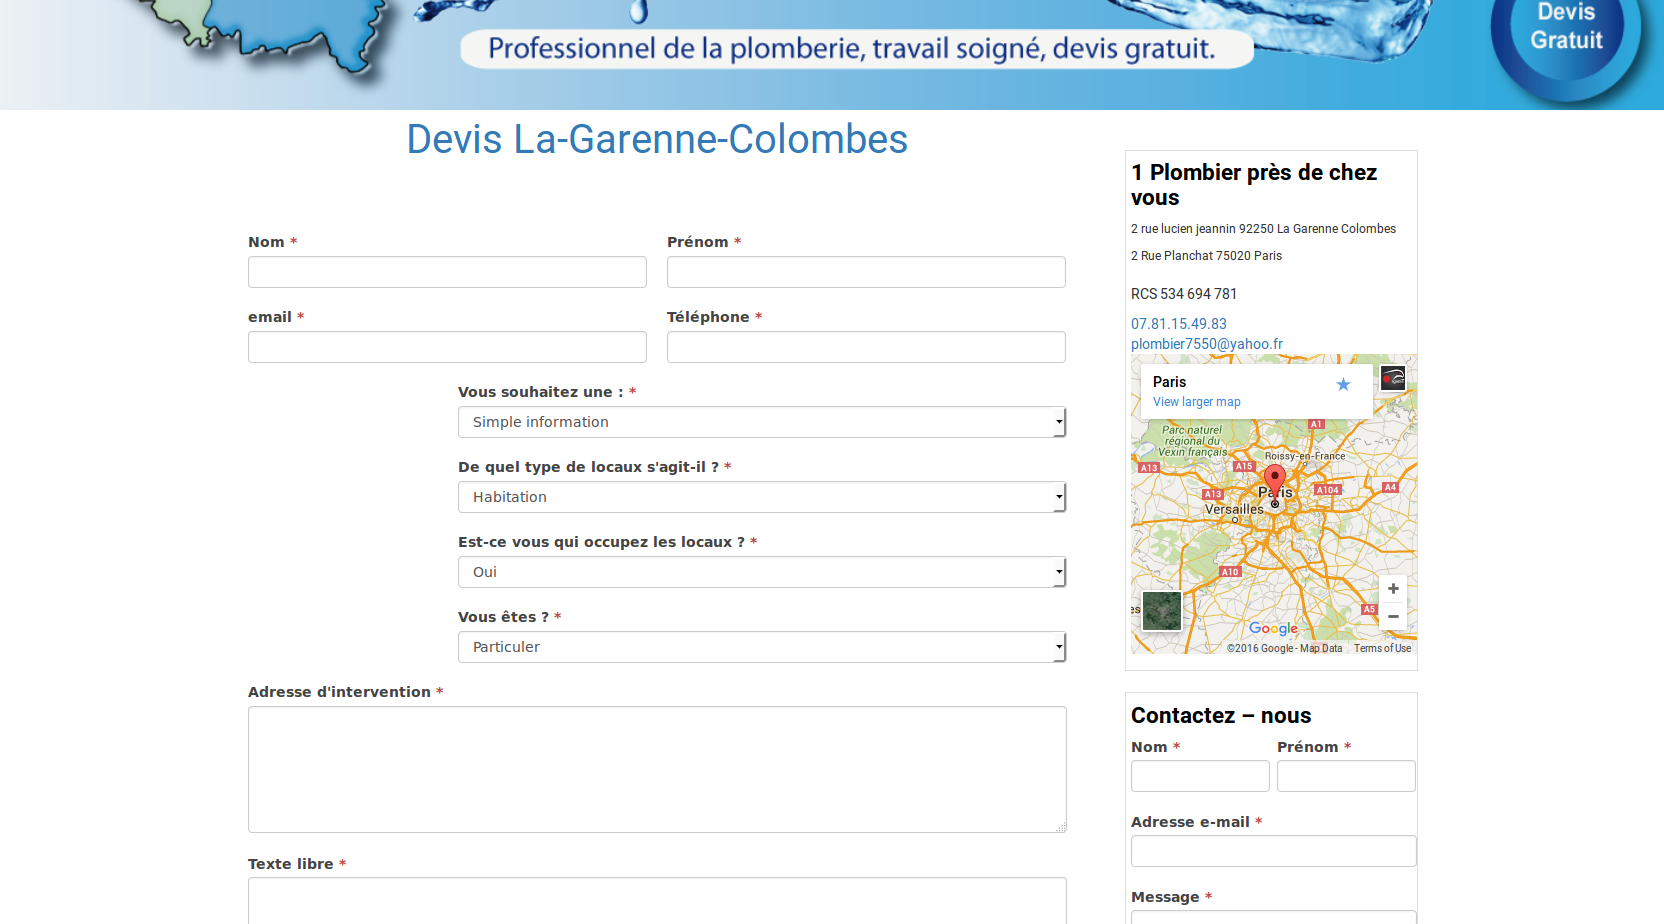 Devis
Gratuit
Professionnel de la plomberie, travail soigné, devis gratuit.
Devis La-Garenne-Colombes
Nom *
Prénom *
email *
Téléphone *
Vous souhaitez une : *
Simple information
De quel type de locaux s'agit-il ? *
Habitation
Est-ce vous qui occupez les locaux ? *
Oui
Vous êtes ? *
Particuler
Adresse d'intervention *
Texte libre *
1 Plombier près de chez
vous
2 rue lucien jeannin 92250 La Garenne Colombes
2 Rue Planchat 75020 Paris
RCS 534 694 781
07.81.15.49.83
plombier7550@yahoo.fr
Paris
View larger map
A1
Parc naturel
régional du
Vexin français
Roissy-en-France
A13
A15
A13
Paris
A104
A4
Versailles
A10
es
A5
Google
©2016 Google - Map Data
Terms of Use
Contactez – nous
Nom *
Prénom *
Adresse e-mail *
Message *